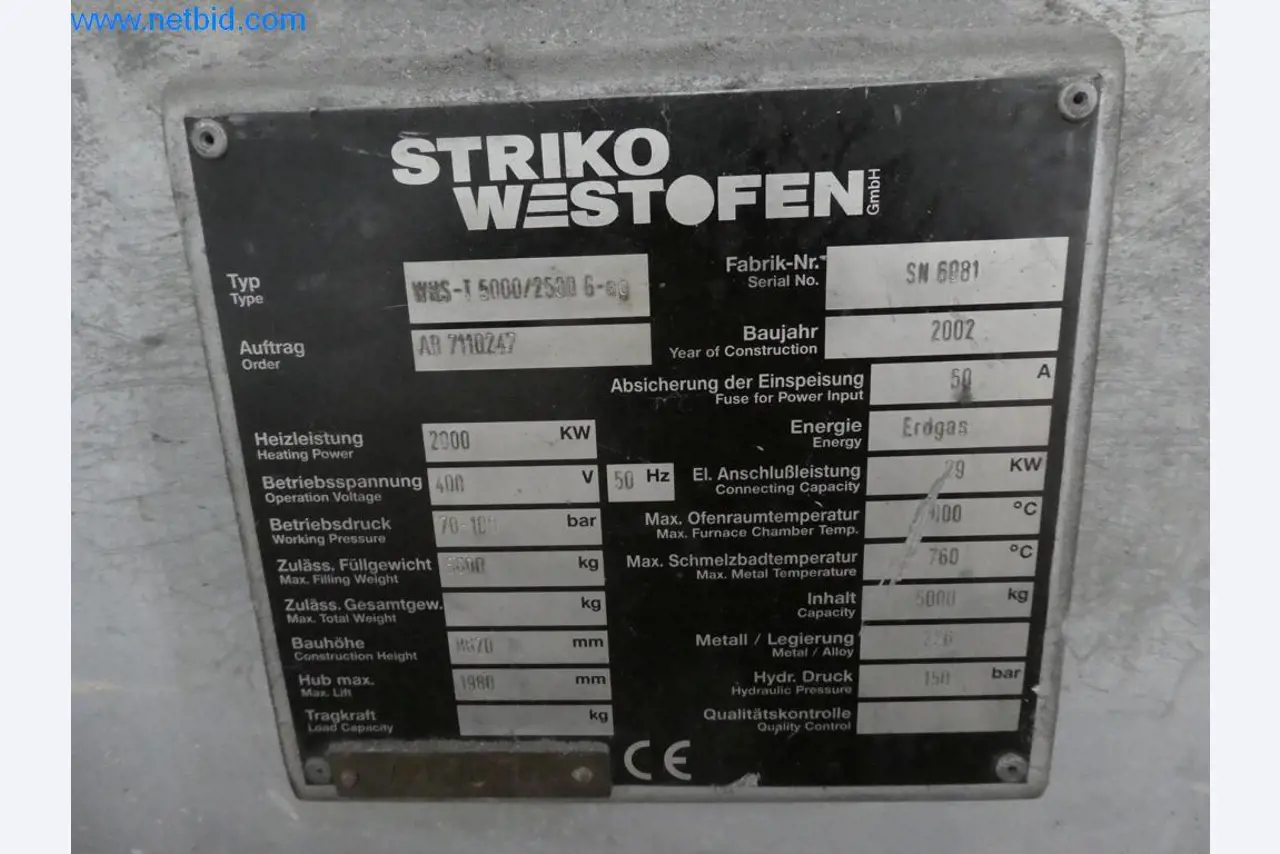 www.netbid.com
STRIKO
WESTOFEN GmbH
Typ
Type
Auftrag
Order
AR 7110247
Fabrik-Nr.
Serial No.
SN 6081
Baujahr
Year of Construction
2002
Absicherung der Einspeisung
Fuse for Power Input
50 A
Heizleistung
Heating Power
2000 KW
Energie
Energy
Erdgas
Betriebsspannung
Operation Voltage
400 V 50 Hz
El. Anschlußleistung
Connecting Capacity
KW
Betriebsdruck
Working Pressure
bar
Max. Ofenraumtemperatur
Max. Furnace Chamber Temp.
°C
Zuläss. Füllgewicht
Max. Filling Weight
kg
Max. Schmelzbadtemperatur
Max. Metal Temperature
760 °C
Zuläss. Gesamtgew.
Max. Total Weight
kg
Inhalt
Capacity
5000 kg
Bauhöhe
Construction Height
mm
Metall / Legierung
Metal / Alloy
Hub max.
Max. Lift
1980 mm
Hydr. Druck
Hydraulic Pressure
150 bar
Tragkraft
Load Capacity
kg
Qualitätskontrolle
Quality Control
CE